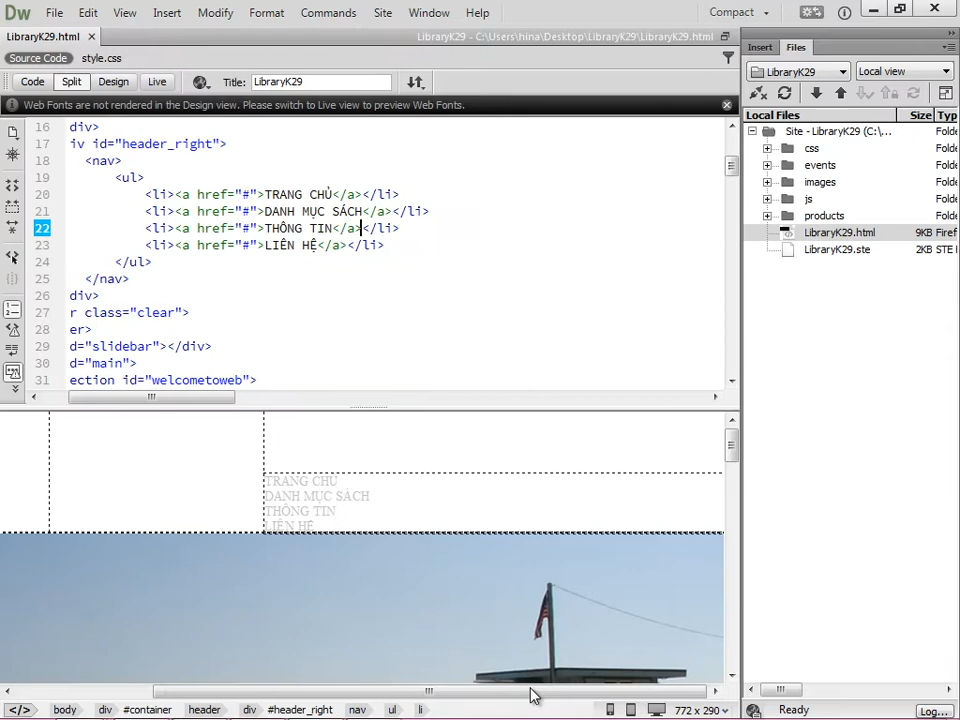 Dw File Edit View Insert Modify Format Commands Site Window Help Compact
LibraryK29.html LibraryK29 - C:\Users\hina\Desktop\LibraryK29\LibraryK29.html
Source Code style.css
Code Split Design Live Title: LibraryK29
Web Fonts are not rendered in the Design view. Please switch to Live view to preview Web Fonts.
16 div>
17 iv id="header_right">
18 <nav>
19 <ul>
20 <li><a href="#">TRANG CHỦ</a></li>
21 <li><a href="#">DANH MỤC SÁCH</a></li>
22 <li><a href="#">THÔNG TIN</a></li>
23 <li><a href="#">LIÊN HỆ</a></li>
24 </ul>
25 </nav>
26 div>
27 r class="clear">
28 er>
29 d="slidebar"></div>
30 d="main">
31 ection id="welcometoweb">
TRANG CHỦ
DANH MỤC SÁCH
THÔNG TIN
LIÊN HỆ
</> body div #container header div #header_right nav ul li 772 x 290
Insert Files
LibraryK29 Local view
Local Files Size Typ
Site - LibraryK29 (C:\... Folde
css Folde
events Folde
images Folde
js Folde
products Folde
LibraryK29.html 9KB Firef
LibraryK29.ste 2KB STE
Ready Log...